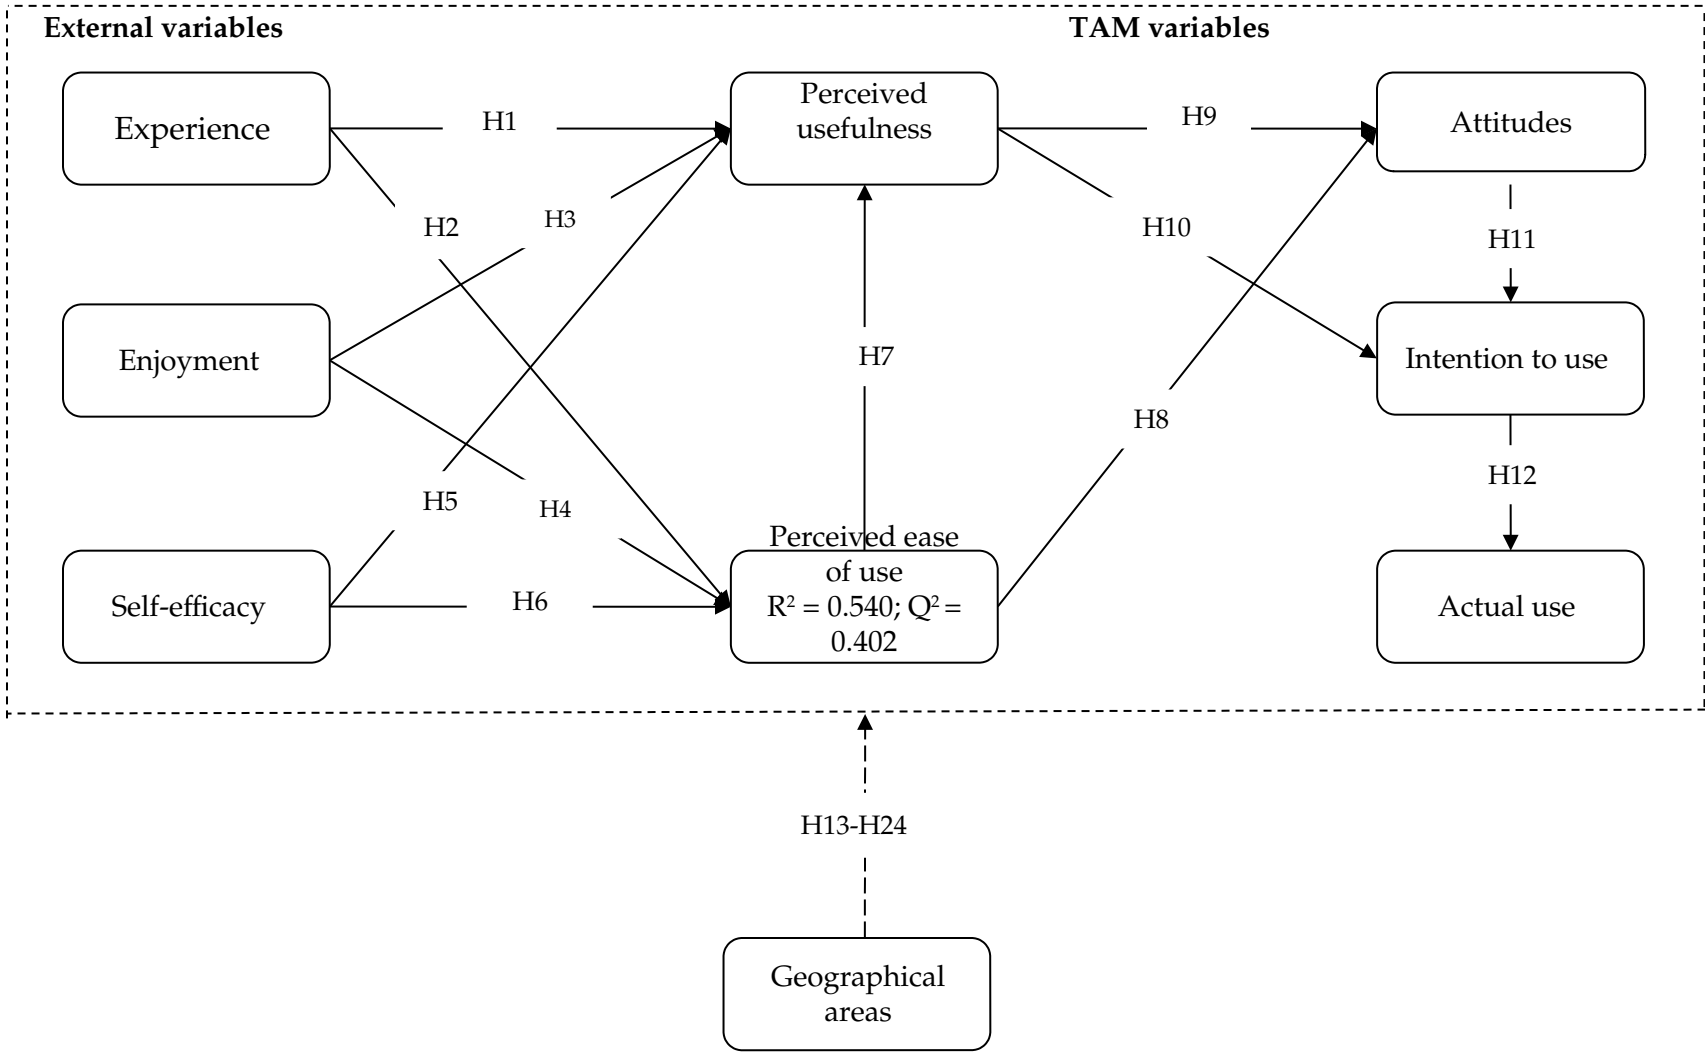 External variables
TAM variables
Experience
H1
Perceived
usefulness
H9
Attitudes
H2
H3
H10
H11
Enjoyment
H7
Intention to use
H8
H5
H4
H12
Self-efficacy
H6
Perceived ease
of use
R² = 0.540; Q² =
0.402
Actual use
H13-H24
Geographical
areas